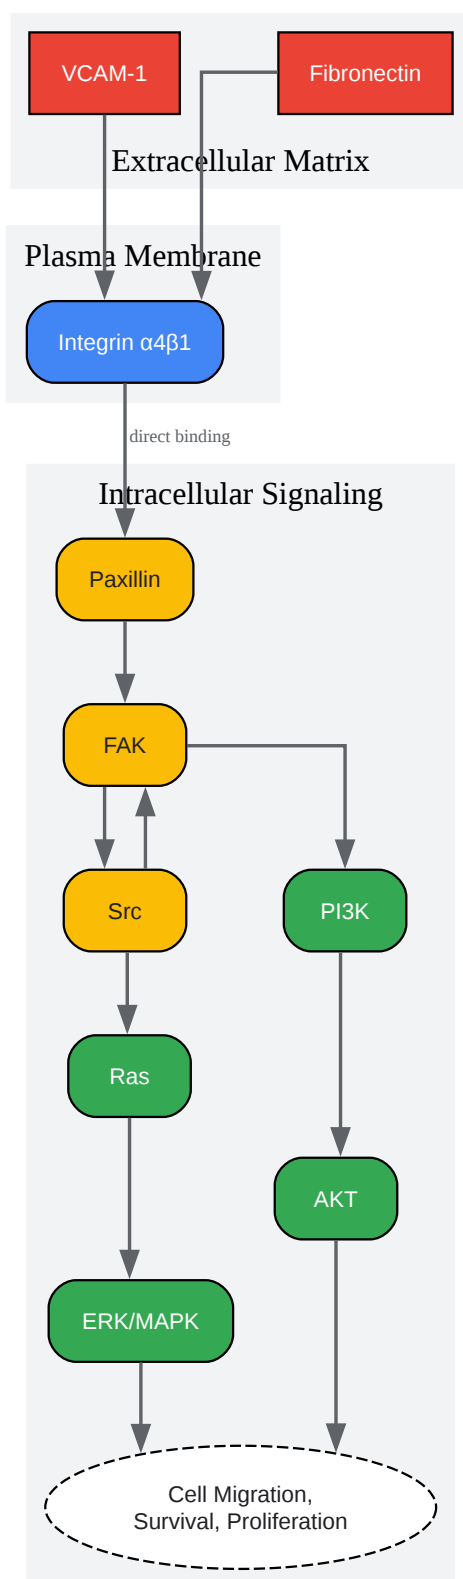 VCAM-1
Fibronectin
Extracellular Matrix
Plasma Membrane
Integrin α4β1
direct binding
Intracellular Signaling
Paxillin
FAK
Src
PI3K
Ras
AKT
ERK/MAPK
Cell Migration,
Survival, Proliferation